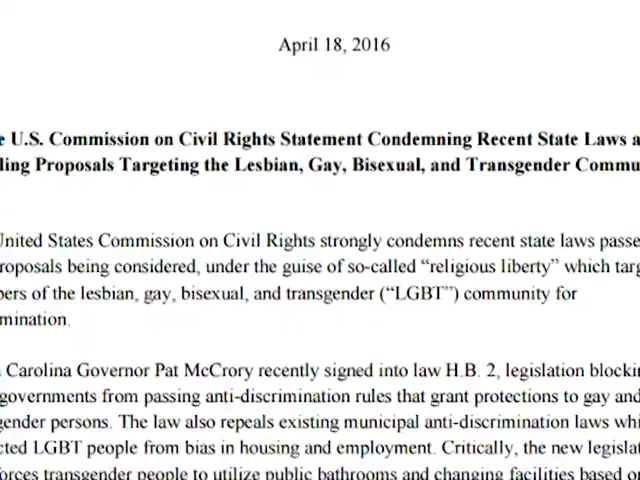 April 18, 2016
e U.S. Commission on Civil Rights Statement Condemning Recent State Laws a
ling Proposals Targeting the Lesbian, Gay, Bisexual, and Transgender Commu
United States Commission on Civil Rights strongly condemns recent state laws passe
roposals being considered, under the guise of so-called “religious liberty” which targ
bers of the lesbian, gay, bisexual, and transgender (“LGBT”) community for
mination.
Carolina Governor Pat McCrory recently signed into law H.B. 2, legislation blockin
governments from passing anti-discrimination rules that grant protections to gay and
gender persons. The law also repeals existing municipal anti-discrimination laws whi
cted LGBT people from bias in housing and employment. Critically, the new legislat
orces transgender people to utilize public bathrooms and changing facilities based o